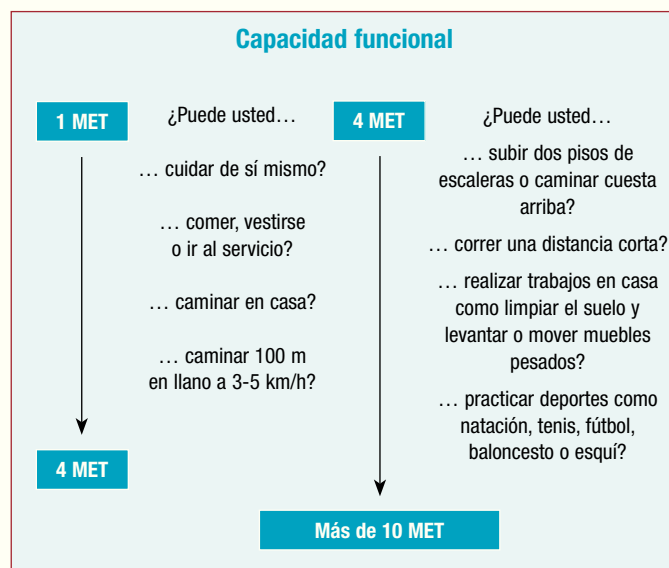 Capacidad funcional
1 MET
¿Puede usted…
… cuidar de sí mismo?
… comer, vestirse
o ir al servicio?
… caminar en casa?
… caminar 100 m
en llano a 3-5 km/h?
4 MET
4 MET
¿Puede usted…
… subir dos pisos de
escaleras o caminar cuesta
arriba?
… correr una distancia corta?
… realizar trabajos en casa
como limpiar el suelo y
levantar o mover muebles
pesados?
… practicar deportes como
natación, tenis, fútbol,
baloncesto o esquí?
Más de 10 MET